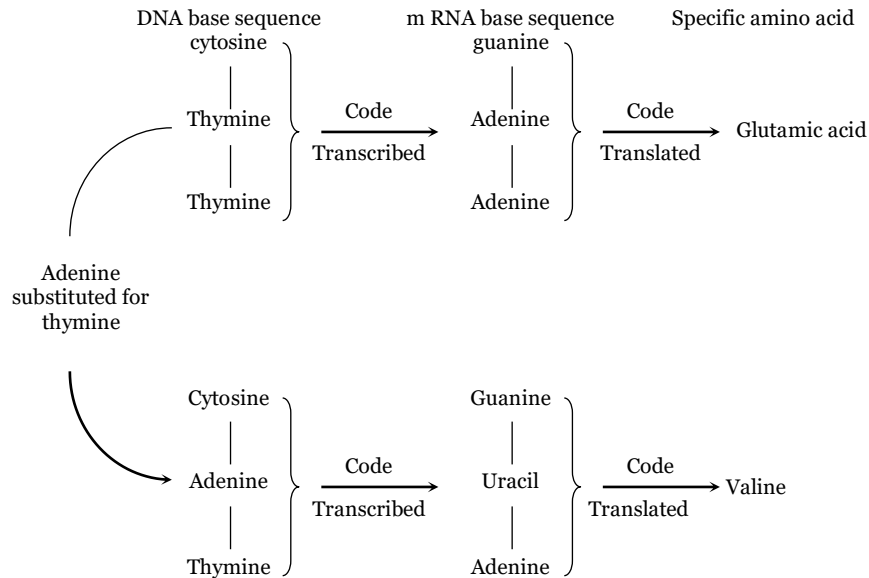 DNA base sequence m RNA base sequence Specific amino acid
cytosine guanine
Code Code
Thymine Adenine
Glutamic acid
Transcribed Translated
Thymine Adenine
Adenine
substituted for
thymine
Cytosine Guanine
Code Code
Adenine Uracil Valine
Transcribed Translated
Thymine Adenine